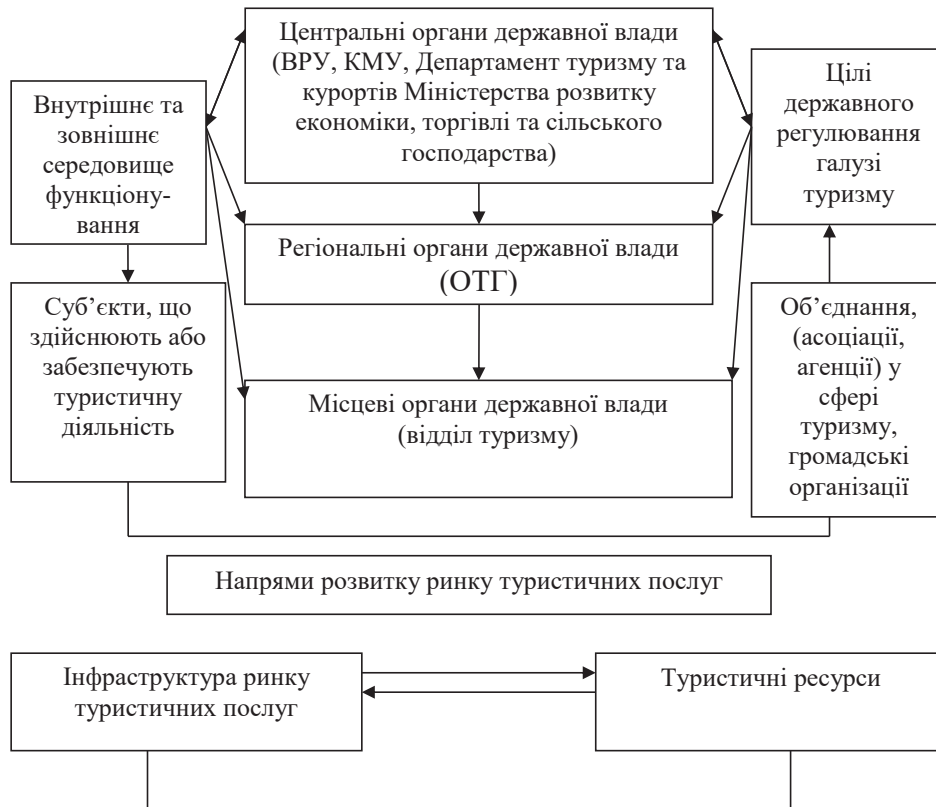 Центральні органи державної влади
(ВРУ, КМУ, Департамент туризму та
курортів Міністерства розвитку
економіки, торгівлі та сільського
господарства)
Внутрішнє та
зовнішнє
середовище
функціону-
вання
Цілі
державного
регулювання
галузі
туризму
Регіональні органи державної влади
(ОТГ)
Суб’єкти, що
здійснюють або
забезпечують
туристичну
діяльність
Об’єднання,
(асоціації,
агенції) у
сфері
туризму,
громадські
організації
Місцеві органи державної влади
(відділ туризму)
Напрями розвитку ринку туристичних послуг
Інфраструктура ринку
туристичних послуг
Туристичні ресурси